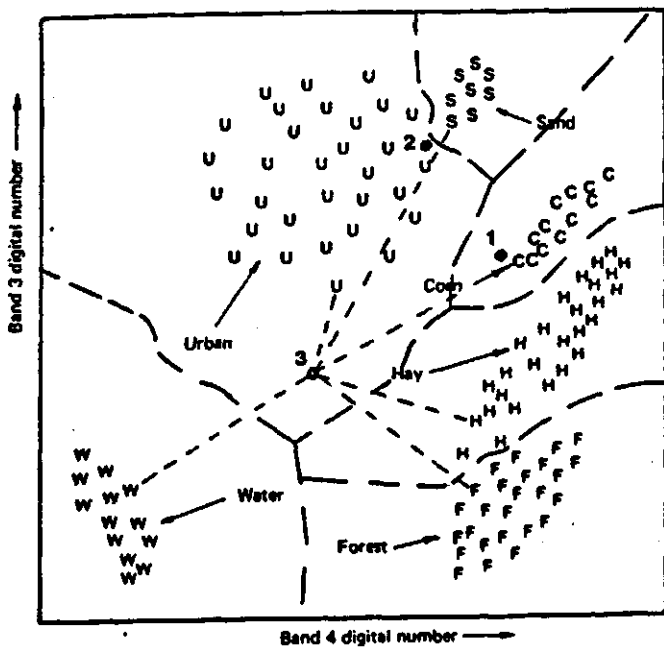 Band 3 digital number
Sand
2
1
Corn
Urban
3
Hay
Water
Forest
Band 4 digital number
U U U U U U U U U U U U U U U U U U U U U U U U U U U U
S S S S S S S S S
C C C C C C C C C C C C C
H H H H H H H H H H H H H H H H H H H H H H H
F F F F F F F F F F F F F F F F F F F F F F
W W W W W W W W W W W W W